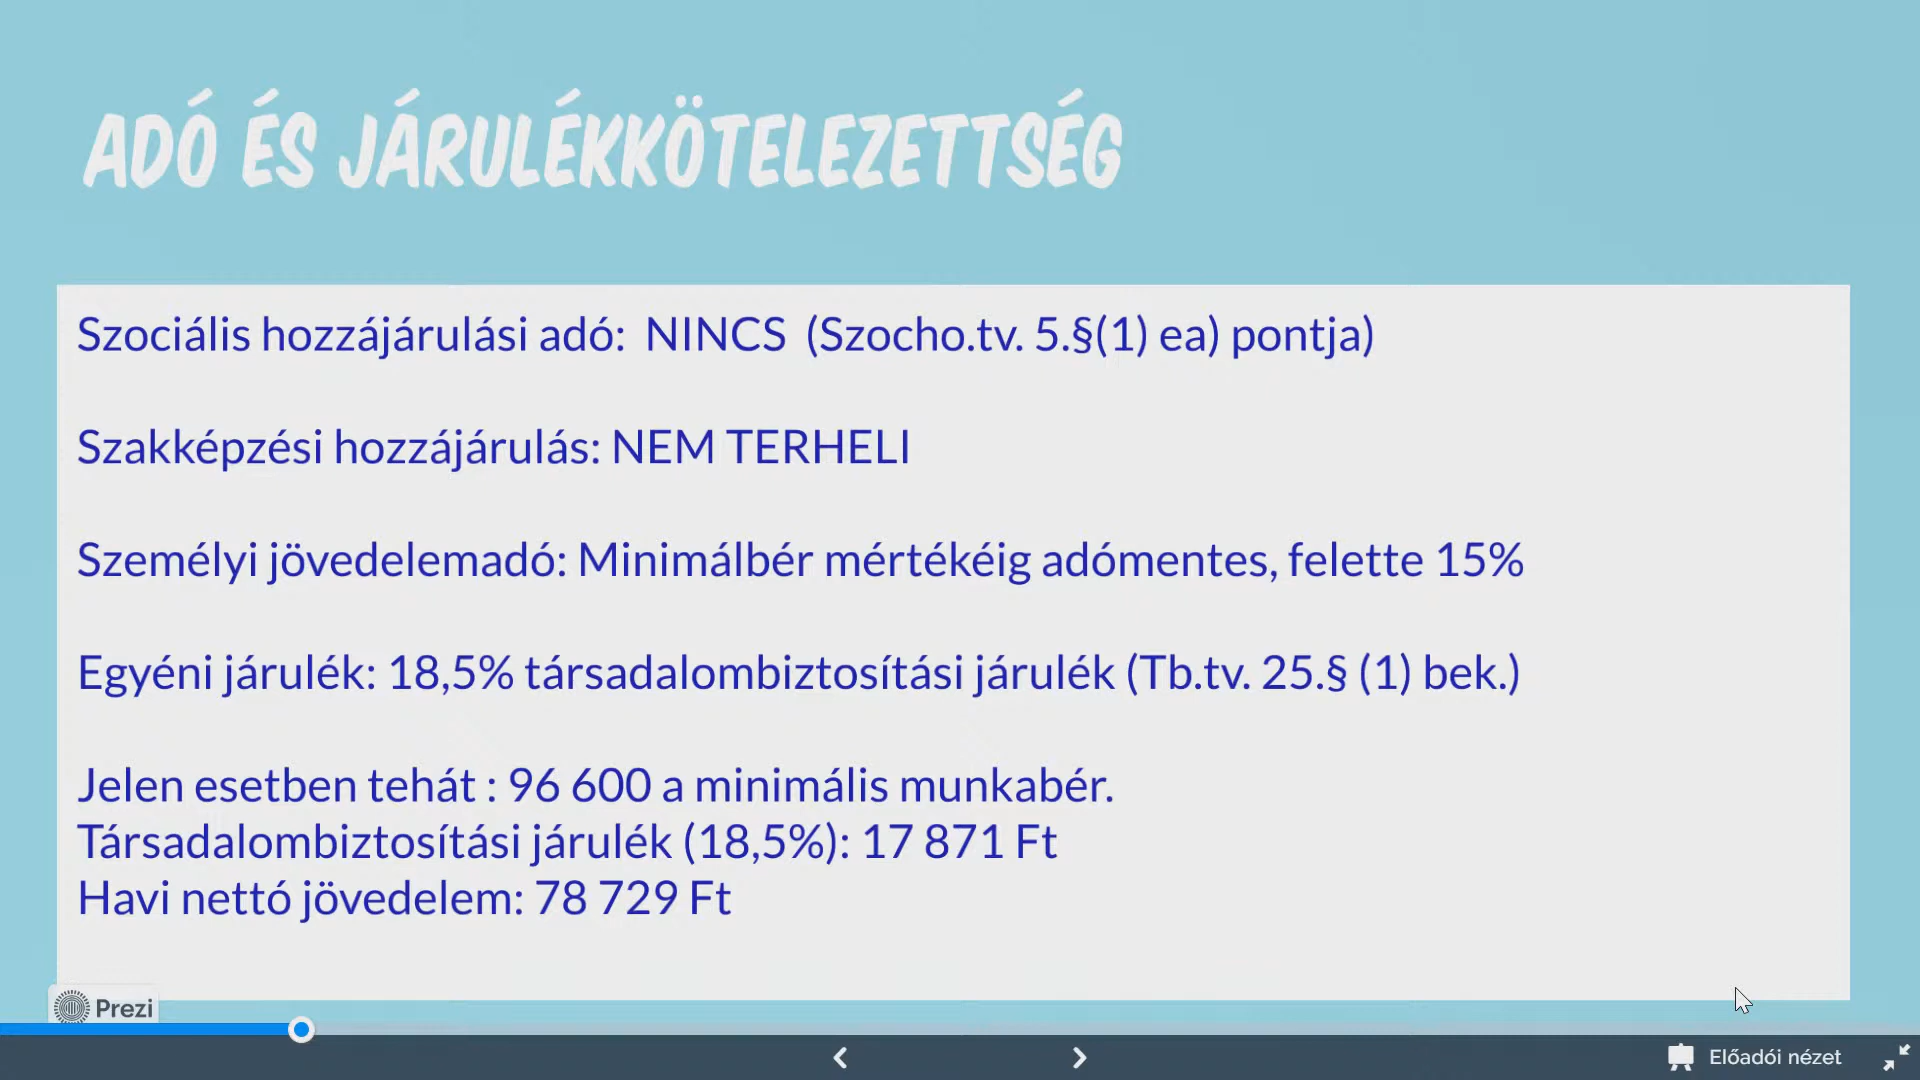 ADÓ ÉS JÁRULÉKKÖTELEZETTSÉG
Szociális hozzájárulási adó: NINCS (Szocho.tv. 5.§(1) ea) pontja)
Szakképzési hozzájárulás: NEM TERHELI
Személyi jövedelemadó: Minimálbér mértékéig adómentes, felette 15%
Egyéni járulék: 18,5% társadalombiztosítási járulék (Tb.tv. 25.§ (1) bek.)
Jelen esetben tehát : 96 600 a minimális munkabér.
Társadalombiztosítási járulék (18,5%): 17 871 Ft
Havi nettó jövedelem: 78 729 Ft
Prezi
Előadói nézet